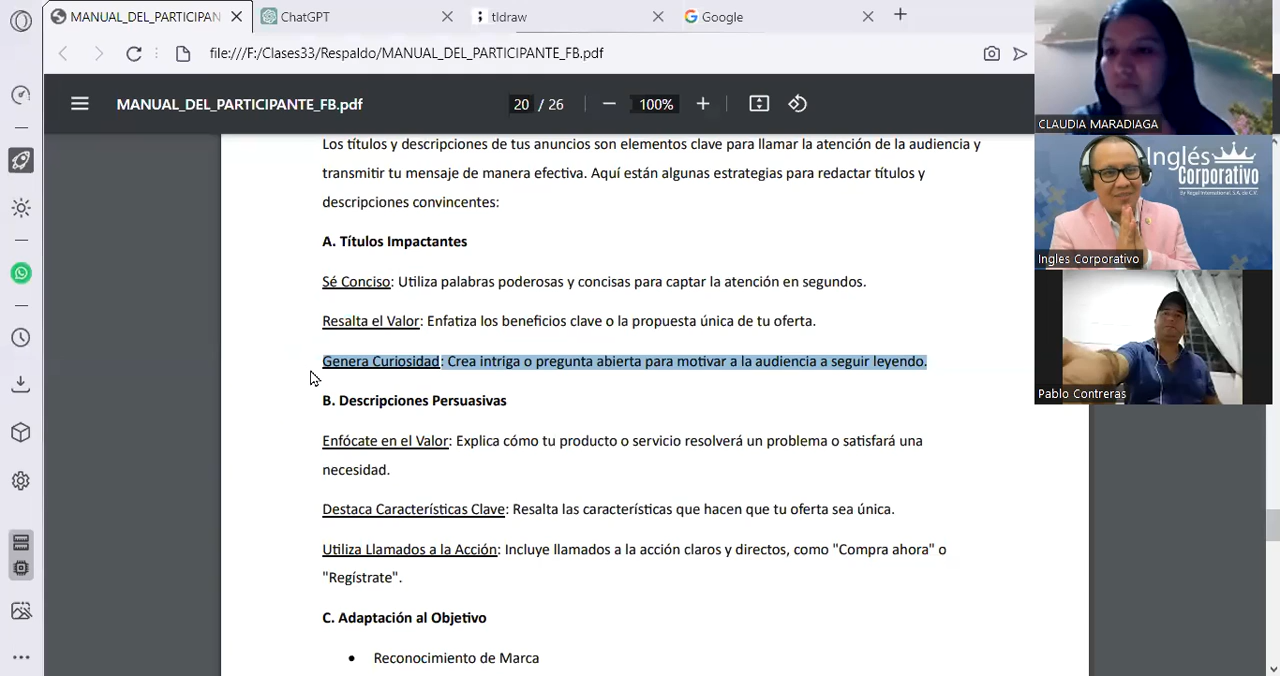 MANUAL_DEL_PARTICIPAN
ChatGPT
tldraw
Google
file:///F:/Clases33/Respaldo/MANUAL_DEL_PARTICIPANTE_FB.pdf
MANUAL_DEL_PARTICIPANTE_FB.pdf
20 / 26
100%
Los títulos y descripciones de tus anuncios son elementos clave para llamar la atención de la audiencia y
transmitir tu mensaje de manera efectiva. Aquí están algunas estrategias para redactar títulos y
descripciones convincentes:
A. Títulos Impactantes
Sé Conciso: Utiliza palabras poderosas y concisas para captar la atención en segundos.
Resalta el Valor: Enfatiza los beneficios clave o la propuesta única de tu oferta.
Genera Curiosidad: Crea intriga o pregunta abierta para motivar a la audiencia a seguir leyendo.
B. Descripciones Persuasivas
Enfócate en el Valor: Explica cómo tu producto o servicio resolverá un problema o satisfará una
necesidad.
Destaca Características Clave: Resalta las características que hacen que tu oferta sea única.
Utiliza Llamados a la Acción: Incluye llamados a la acción claros y directos, como "Compra ahora" o
"Regístrate".
C. Adaptación al Objetivo
Reconocimiento de Marca
CLAUDIA MARADIAGA
Inglés
Corporativo
de Regal International, S.A. de C.V.
Ingles Corporativo
Pablo Contreras